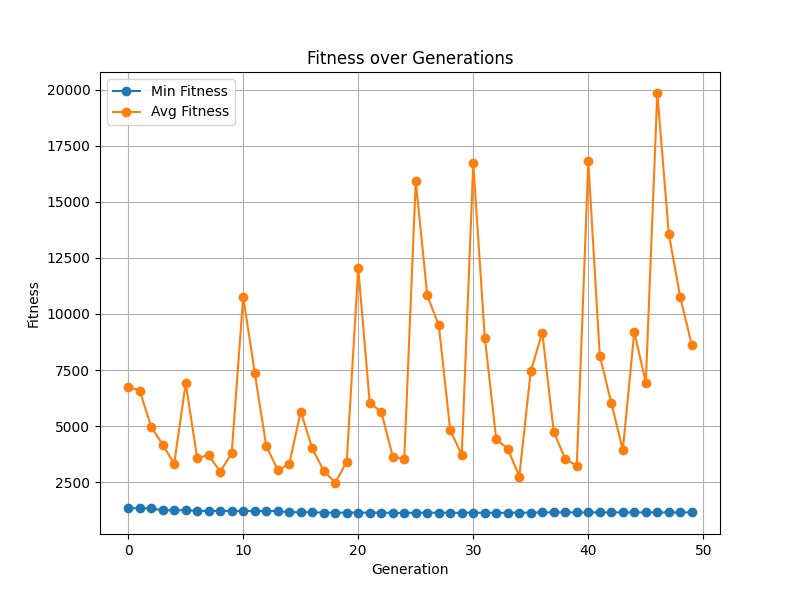 Fitness over Generations
Min Fitness
Avg Fitness
20000
17500
15000
12500
10000
7500
5000
2500
Fitness
0 10 20 30 40 50
Generation